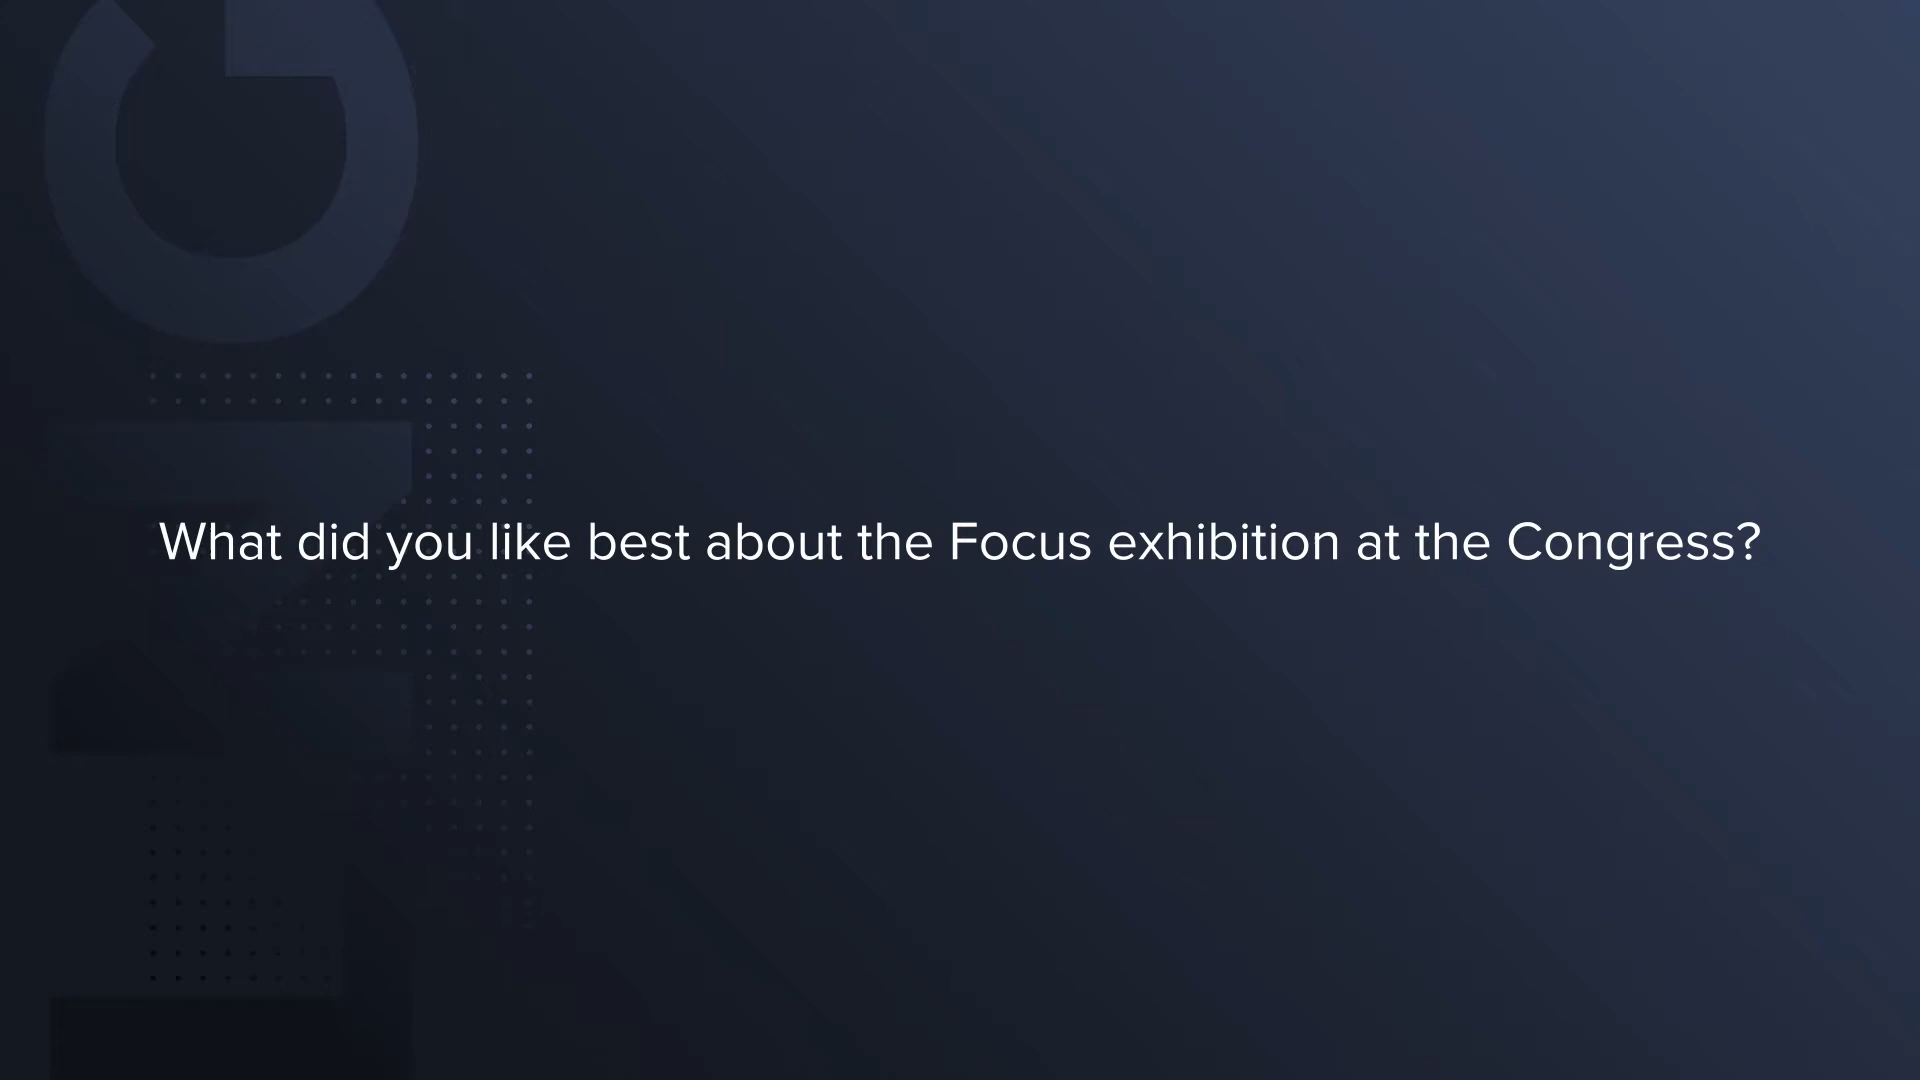 What did you like best about the Focus exhibition at the Congress?